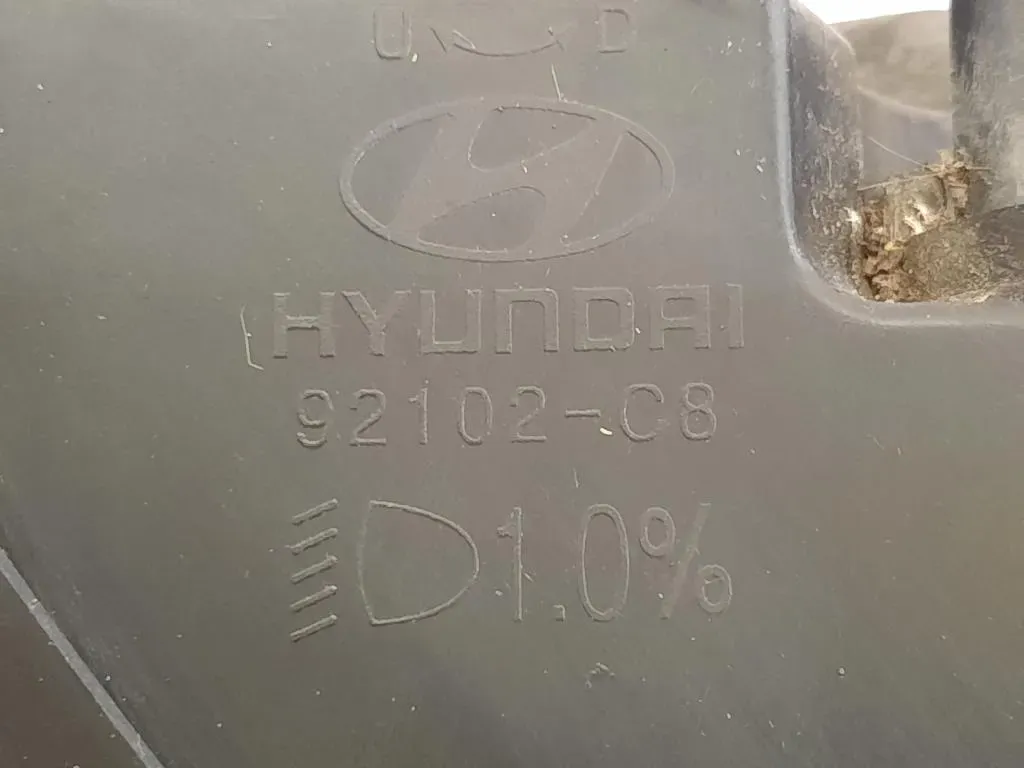 U D
HYUNDAI
92102-C8
1.0%